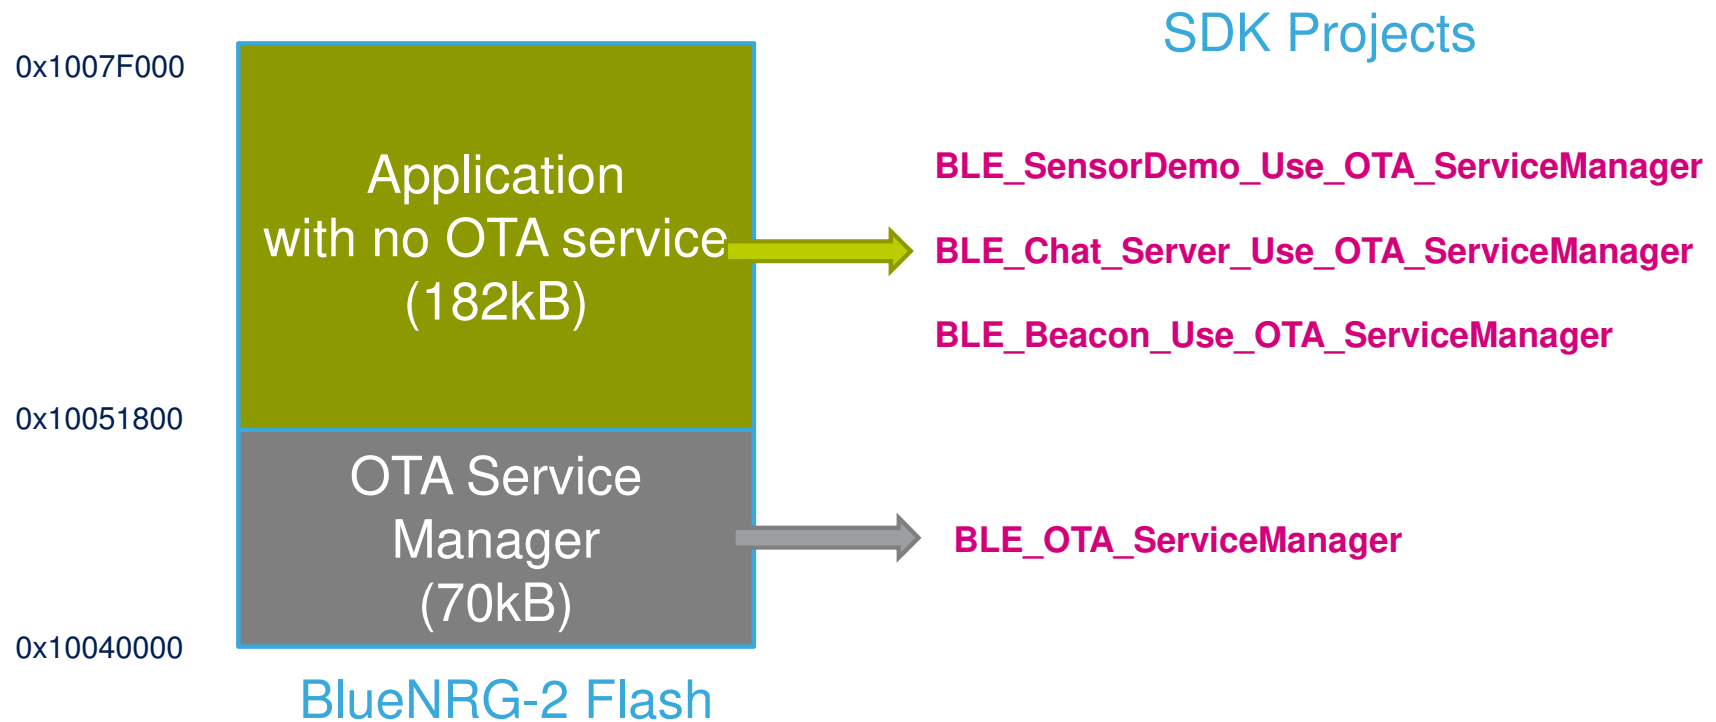 SDK Projects
0x1007F000
Application
with no OTA service
(182kB)
BLE_SensorDemo_Use_OTA_ServiceManager
BLE_Chat_Server_Use_OTA_ServiceManager
BLE_Beacon_Use_OTA_ServiceManager
0x10051800
OTA Service
Manager
(70kB)
BLE_OTA_ServiceManager
0x10040000
BlueNRG-2 Flash